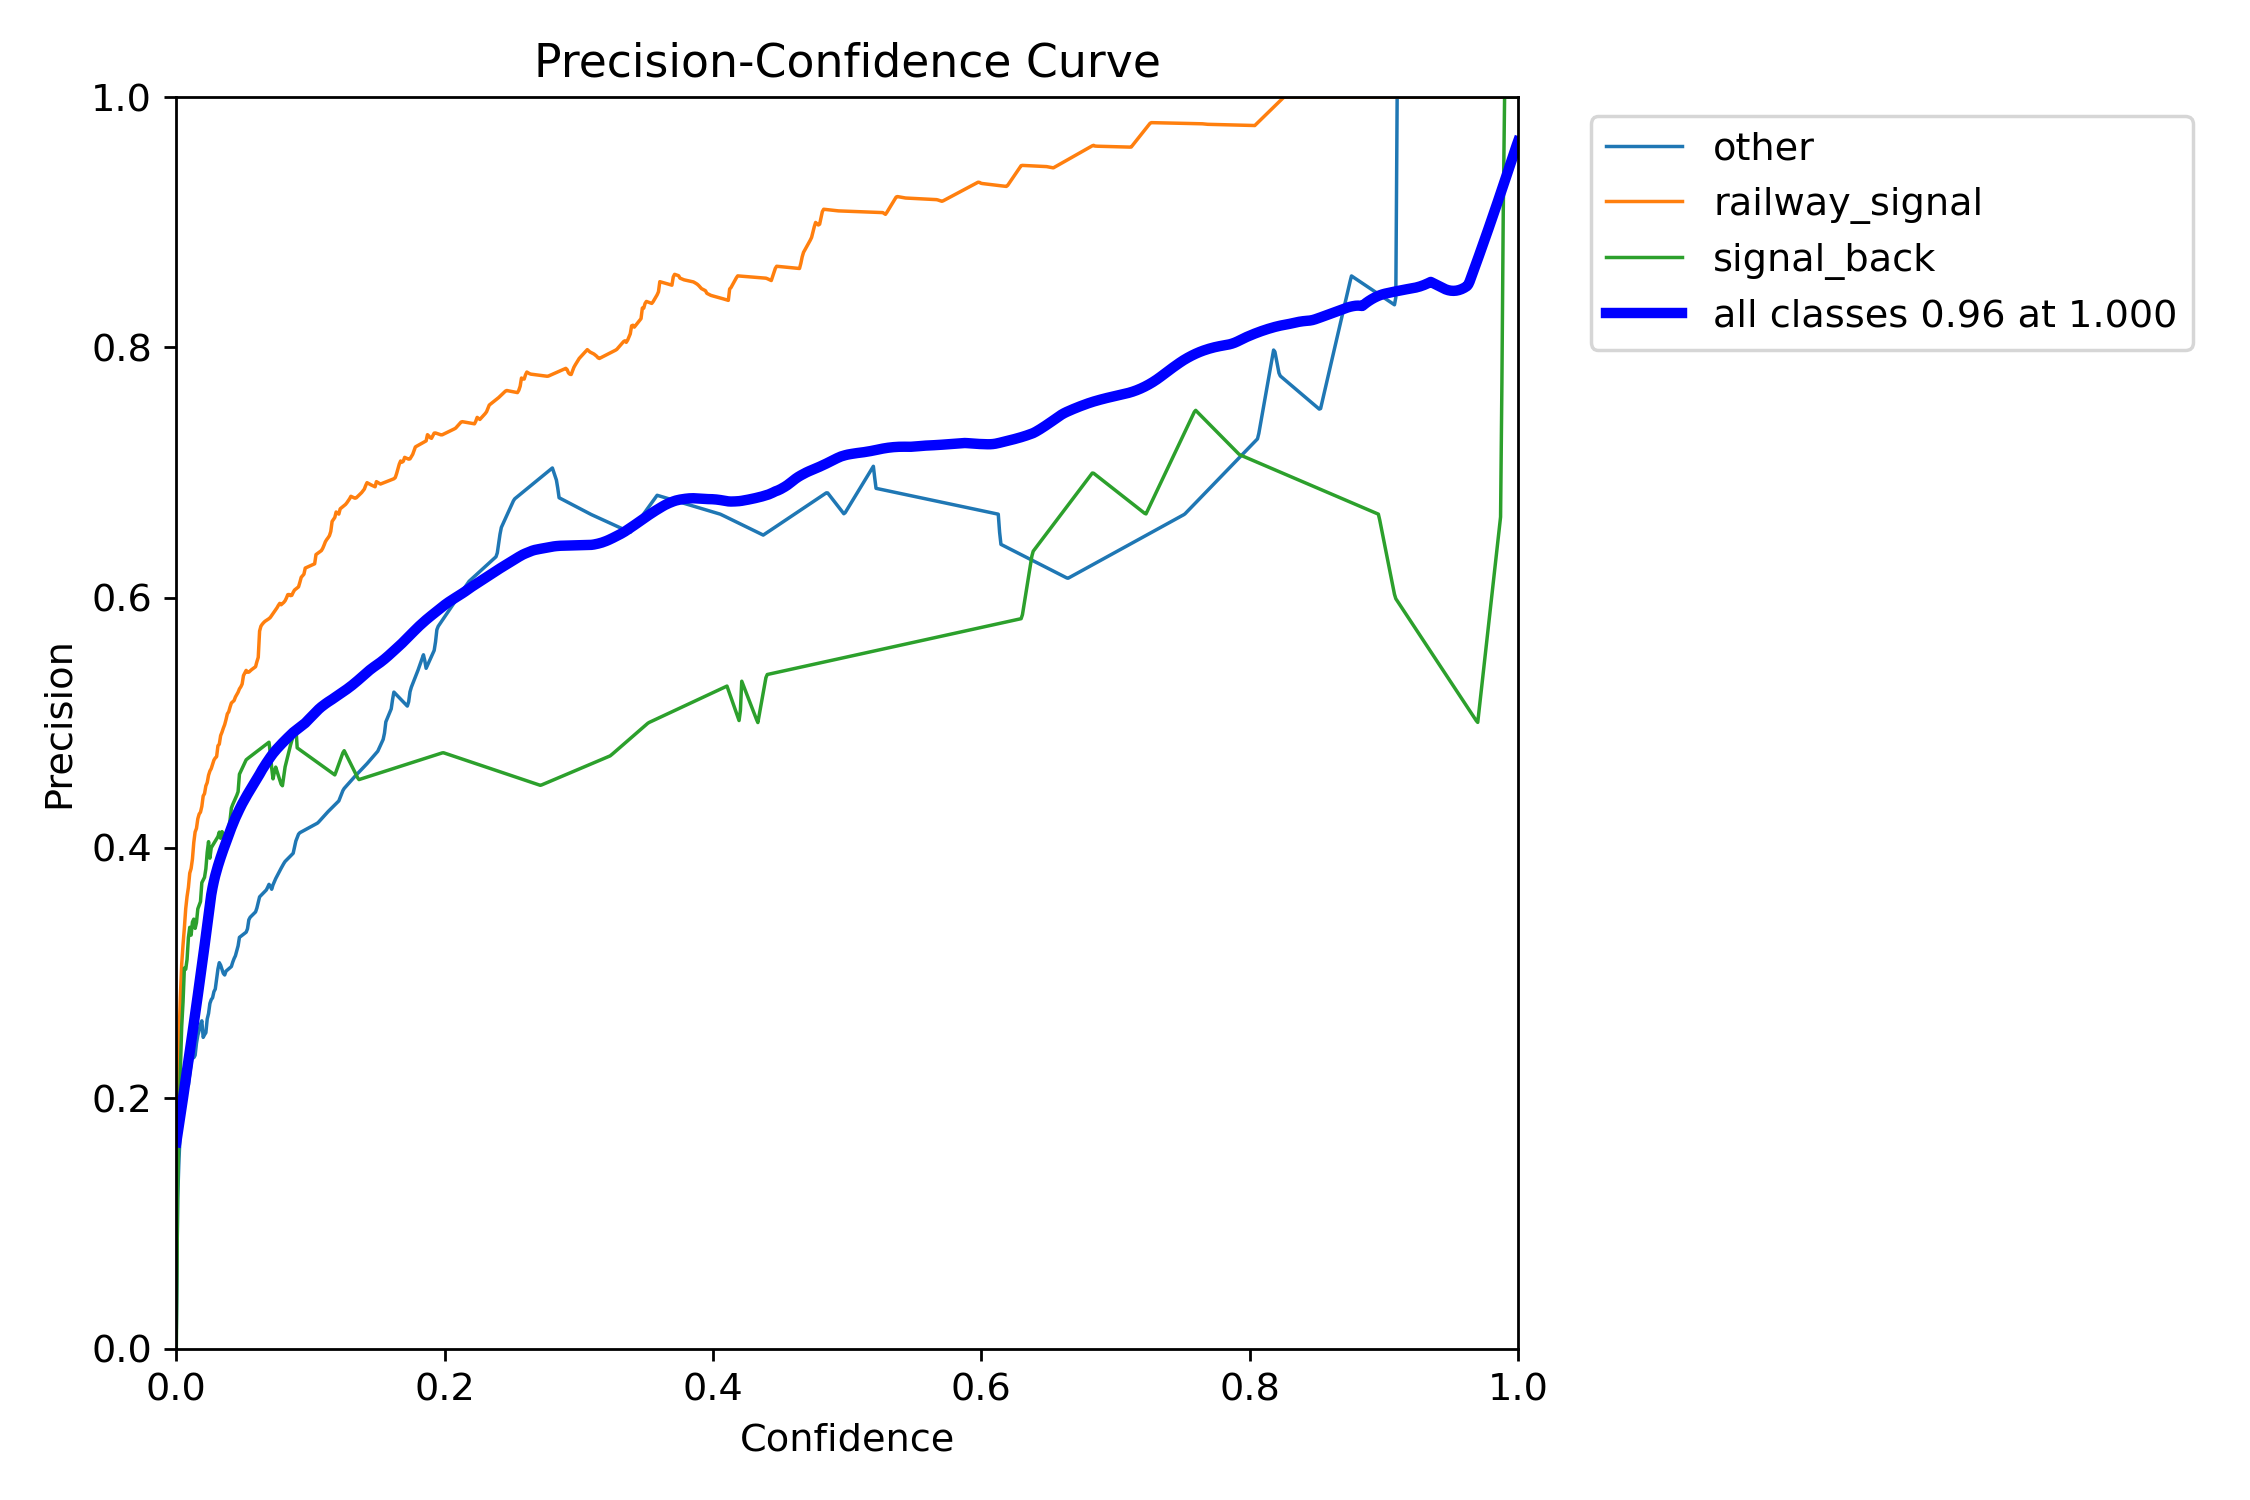 Precision-Confidence Curve
1.0
0.8
0.6
0.4
0.2
0.0
Precision
0.0 0.2 0.4 0.6 0.8 1.0
Confidence
other
railway_signal
signal_back
all classes 0.96 at 1.000